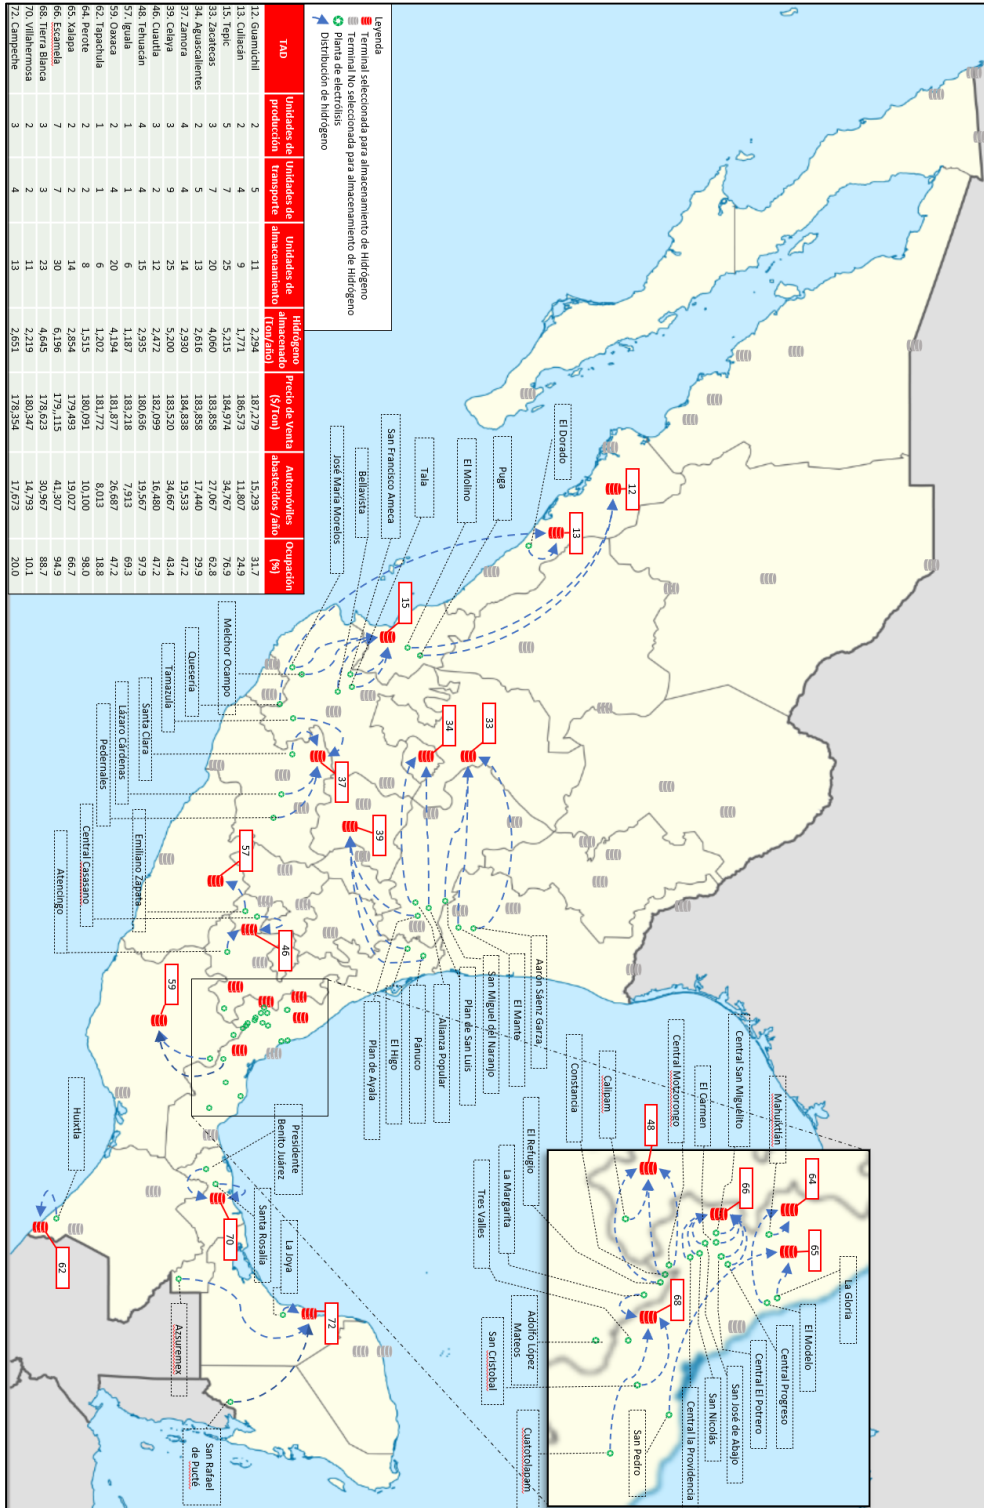 Leyenda
Terminal seleccionada para almacenamiento de Hidrógeno
Terminal No seleccionada para almacenamiento de Hidrógeno
Planta de electrólisis
Distribución de hidrógeno
TAD Unidades de producción Unidades de transporte Unidades de almacenamiento Hidrógeno almacenado (Ton/año) Precio de Venta ($/Ton) Automóviles abastecidos /año Ocupación (%)
12. Guamúchil 2 5 11 2,294 187,279 15,293 31.7
13. Culiacán 2 4 9 1,771 186,573 11,807 24.9
15. Tepic 5 7 25 5,215 184,974 34,767 76.9
33. Zacatecas 3 7 20 4,060 183,858 27,067 62.8
34. Aguascalientes 2 5 13 2,616 183,858 17,440 29.9
37. Zamora 4 4 14 2,930 184,838 19,533 47.2
39. Celaya 3 9 25 5,200 183,520 34,667 43.4
46. Cuautla 3 2 12 2,472 182,099 16,480 47.2
48. Tehuacán 4 4 15 2,935 180,636 19,567 97.9
57. Iguala 1 1 6 1,187 183,218 7,913 69.3
59. Oaxaca 2 4 20 4,194 181,877 26,687 47.2
62. Tapachula 1 1 6 1,202 181,772 8,013 18.8
64. Perote 2 2 8 1,515 180,091 10,100 98.0
65. Xalapa 2 2 14 2,854 179,493 19,027 66.7
66. Escamela 7 7 30 6,196 179,,115 41,307 94.9
68. Tierra Blanca 3 3 23 4,645 178,623 30,967 88.7
70. Villahermosa 2 2 11 2,219 180,347 14,793 10.1
72. Campeche 3 4 13 2,651 178,354 17,673 20.0
12
13
15
33
34
37
39
57
46
59
62
70
72
El Dorado
Puga
El Molino
Tala
San Francisco Ameca
Bellavista
José María Morelos
Melchor Ocampo
Quesería
Tamazula
Santa Clara
Lázaro Cárdenas
Pedernales
Emiliano Zapata
Central Casasano
Atencingo
Aarón Sáenz Garza
El Mante
San Miguel del Naranjo
Plan de San Luis
Alianza Popular
Pánuco
El Higo
Plan de Ayala
Huixtla
Presidente
Benito Juárez
Santa Rosalía
La Joya
Azsuremex
San Rafael
de Pucté
Mahuixtlán
Central San Miguelito
El Carmen
Central Motzorongo
Calipam
Constancia
El Refugio
La Margarita
Tres Valles
Adolfo López
Mateos
San Cristobal
Cuatotolapam
San Pedro
Central la Providencia
San Nicolás
San José de Abajo
Central El Potrero
Central Progreso
El Modelo
La Gloria
48
66
64
65
68